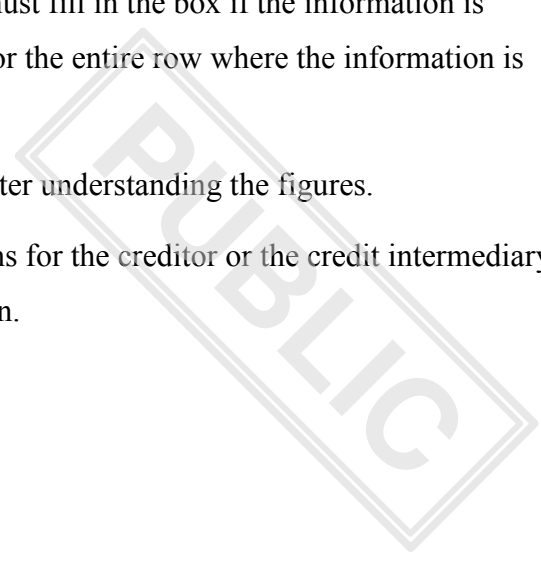 ust fill in the box if the information is
or the entire row where the information is
ter understanding the figures.
ns for the creditor or the credit intermediary
n.
PUBLIC